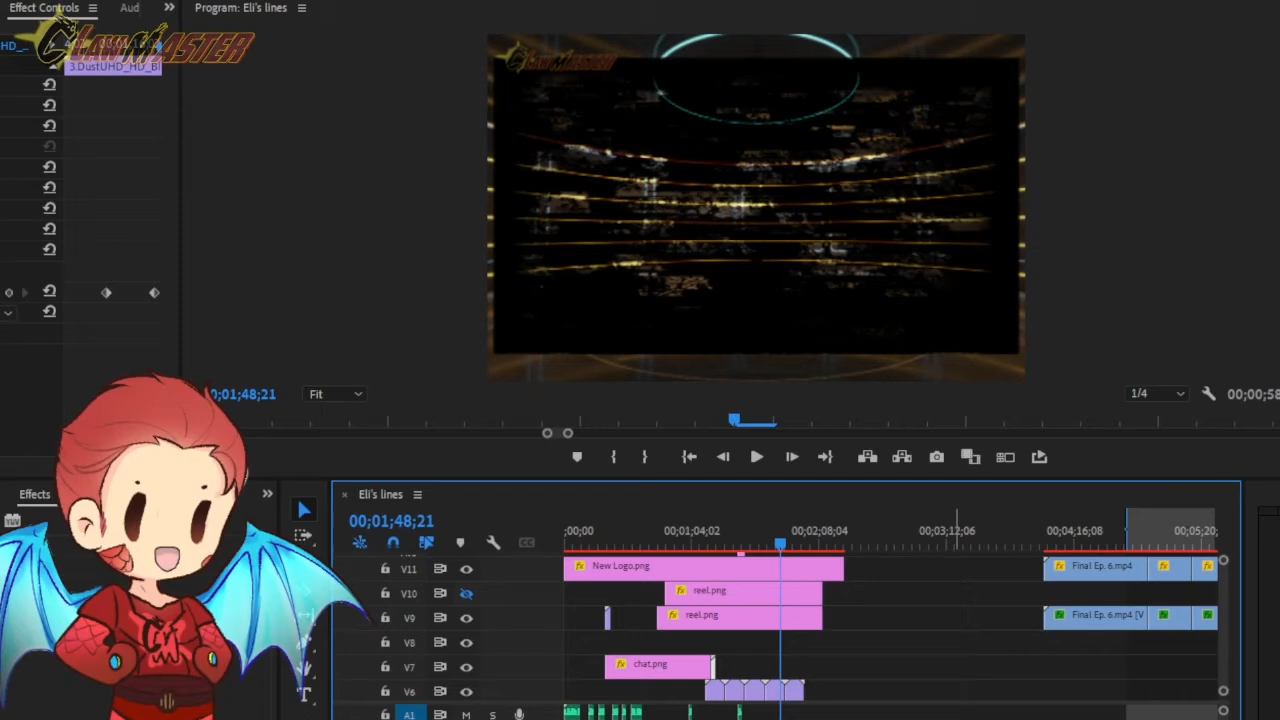 Effect Controls
Aud
Program: Eli's lines
CLAWMASTER
3.DustUHD_HD_Bl
CLAWMASTER
0;01;48;21
Fit
1/4
00;00;58
Effects
Eli's lines
00;01;48;21
;00;00
00;01;04;02
00;02;08;04
00;03;12;06
00;04;16;08
00;05;20;
V11
New Logo.png
Final Ep. 6.mp4
V10
reel.png
V9
reel.png
Final Ep. 6.mp4 [V
V8
V7
chat.png
V6
A1
M
S